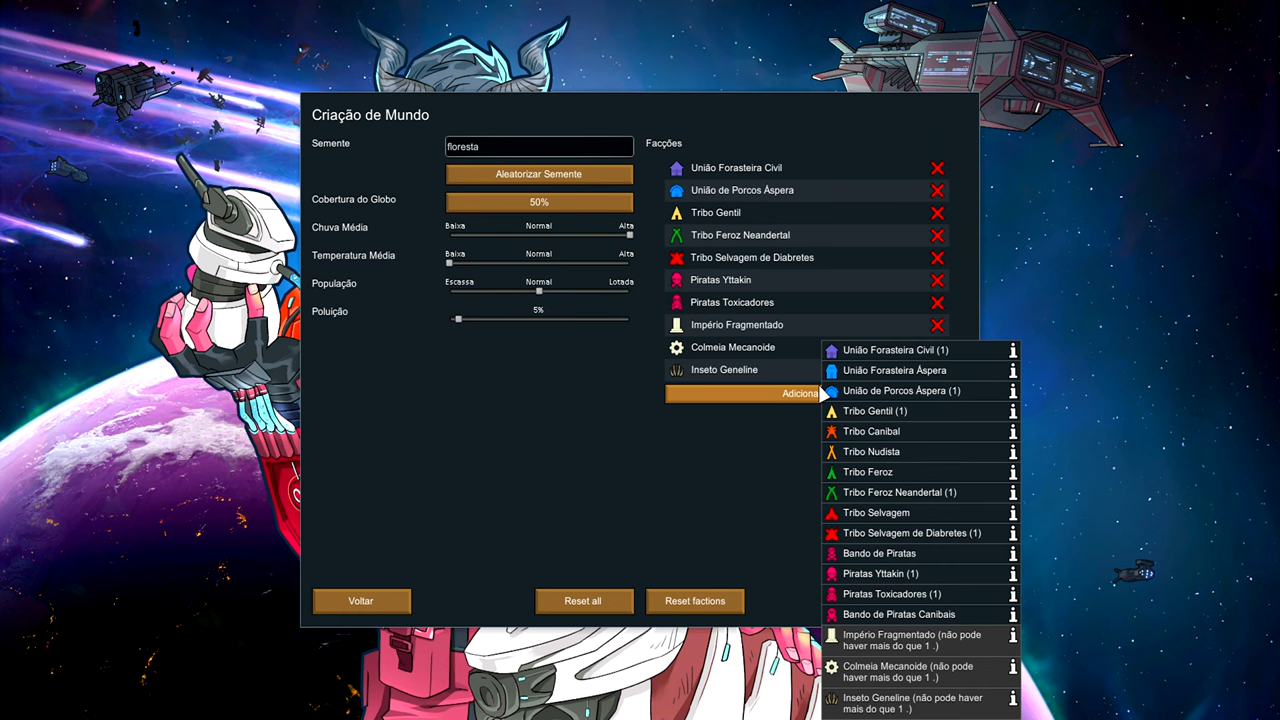 Criação de Mundo
Semente
floresta
Aleatorizar Semente
Cobertura do Globo
50%
Chuva Média
Baixa Normal Alta
Temperatura Média
Baixa Normal Alta
População
Escassa Normal Lotada
Poluição
5%
Facções
União Forasteira Civil
União de Porcos Áspera
Tribo Gentil
Tribo Feroz Neandertal
Tribo Selvagem de Diabretes
Piratas Yttakin
Piratas Toxicadores
Império Fragmentado
Colmeia Mecanoide
Inseto Geneline
Adiciona
União Forasteira Civil (1)
União Forasteira Áspera
União de Porcos Áspera (1)
Tribo Gentil (1)
Tribo Canibal
Tribo Nudista
Tribo Feroz
Tribo Feroz Neandertal (1)
Tribo Selvagem
Tribo Selvagem de Diabretes (1)
Bando de Piratas
Piratas Yttakin (1)
Piratas Toxicadores (1)
Bando de Piratas Canibais
Império Fragmentado (não pode
haver mais do que 1 .)
Colmeia Mecanoide (não pode
haver mais do que 1 .)
Inseto Geneline (não pode haver
mais do que 1 .)
Voltar
Reset all
Reset factions